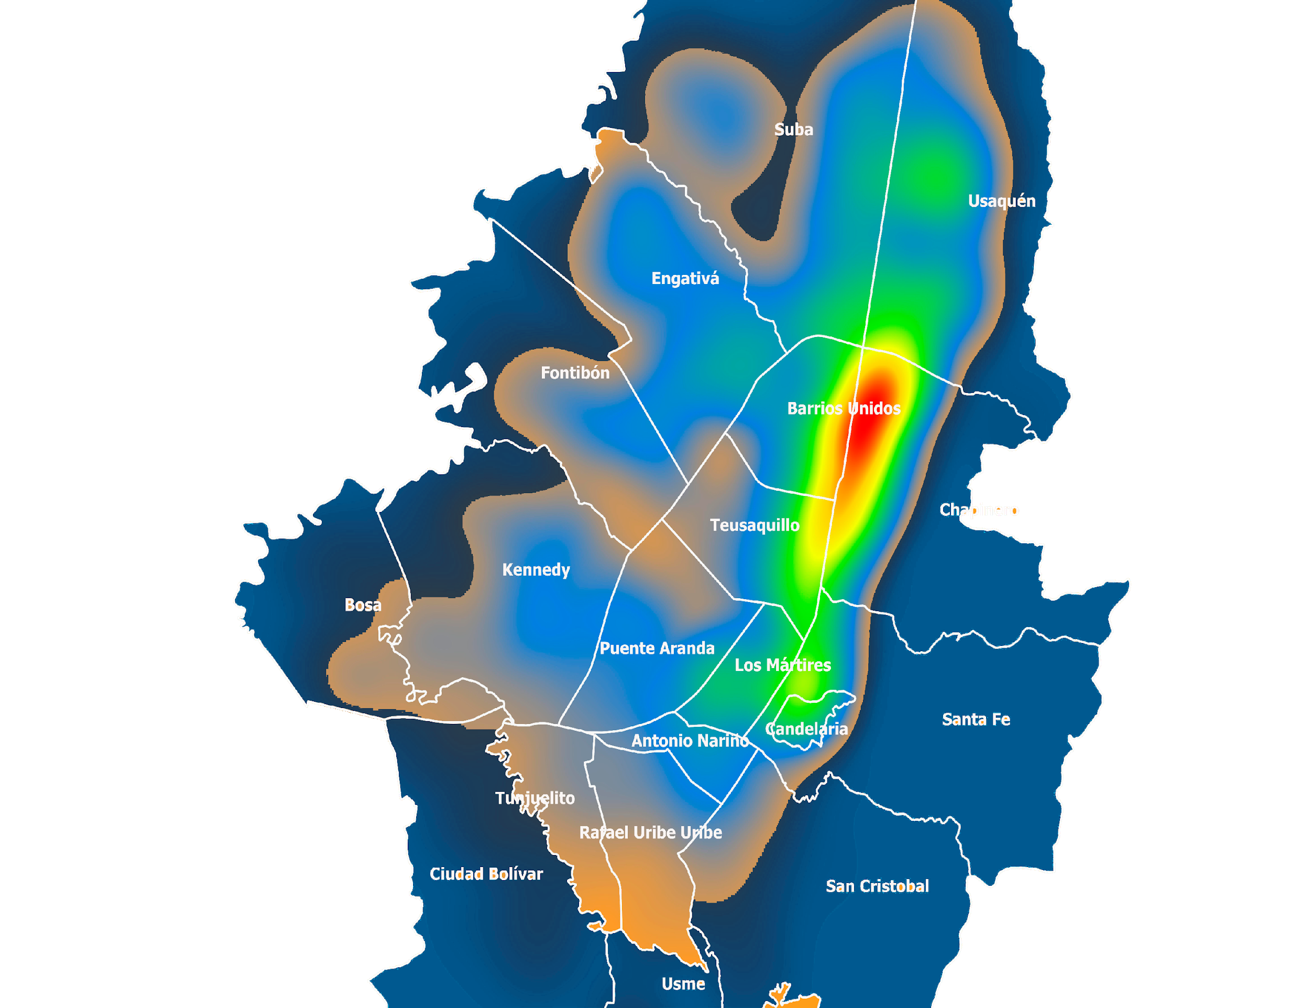 Suba
Usaquén
Engativá
Fontibón
Barrios Unidos
Teusaquillo
Kennedy
Bosa
Puente Aranda
Los Mártires
Santa Fe
Candelaria
Antonio Nariño
Tunjuelito
Rafael Uribe Uribe
Ciudad Bolívar
San Cristobal
Usme